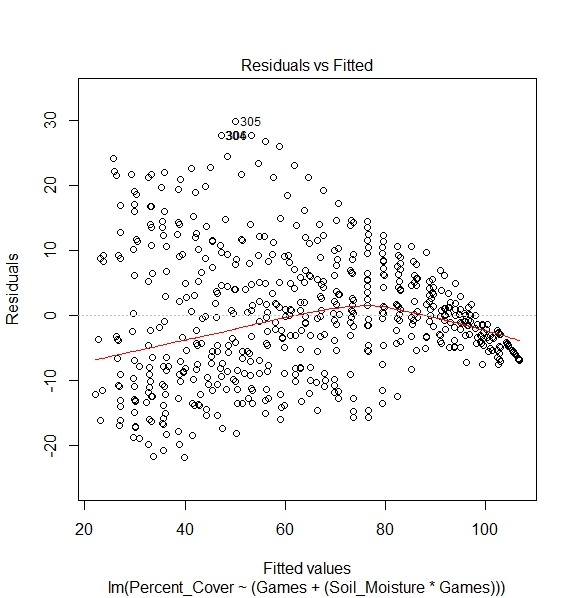 Residuals vs Fitted
305
304
Residuals
30
20
10
0
-10
-20
20 40 60 80 100
Fitted values
lm(Percent_Cover ~ (Games + (Soil_Moisture * Games)))